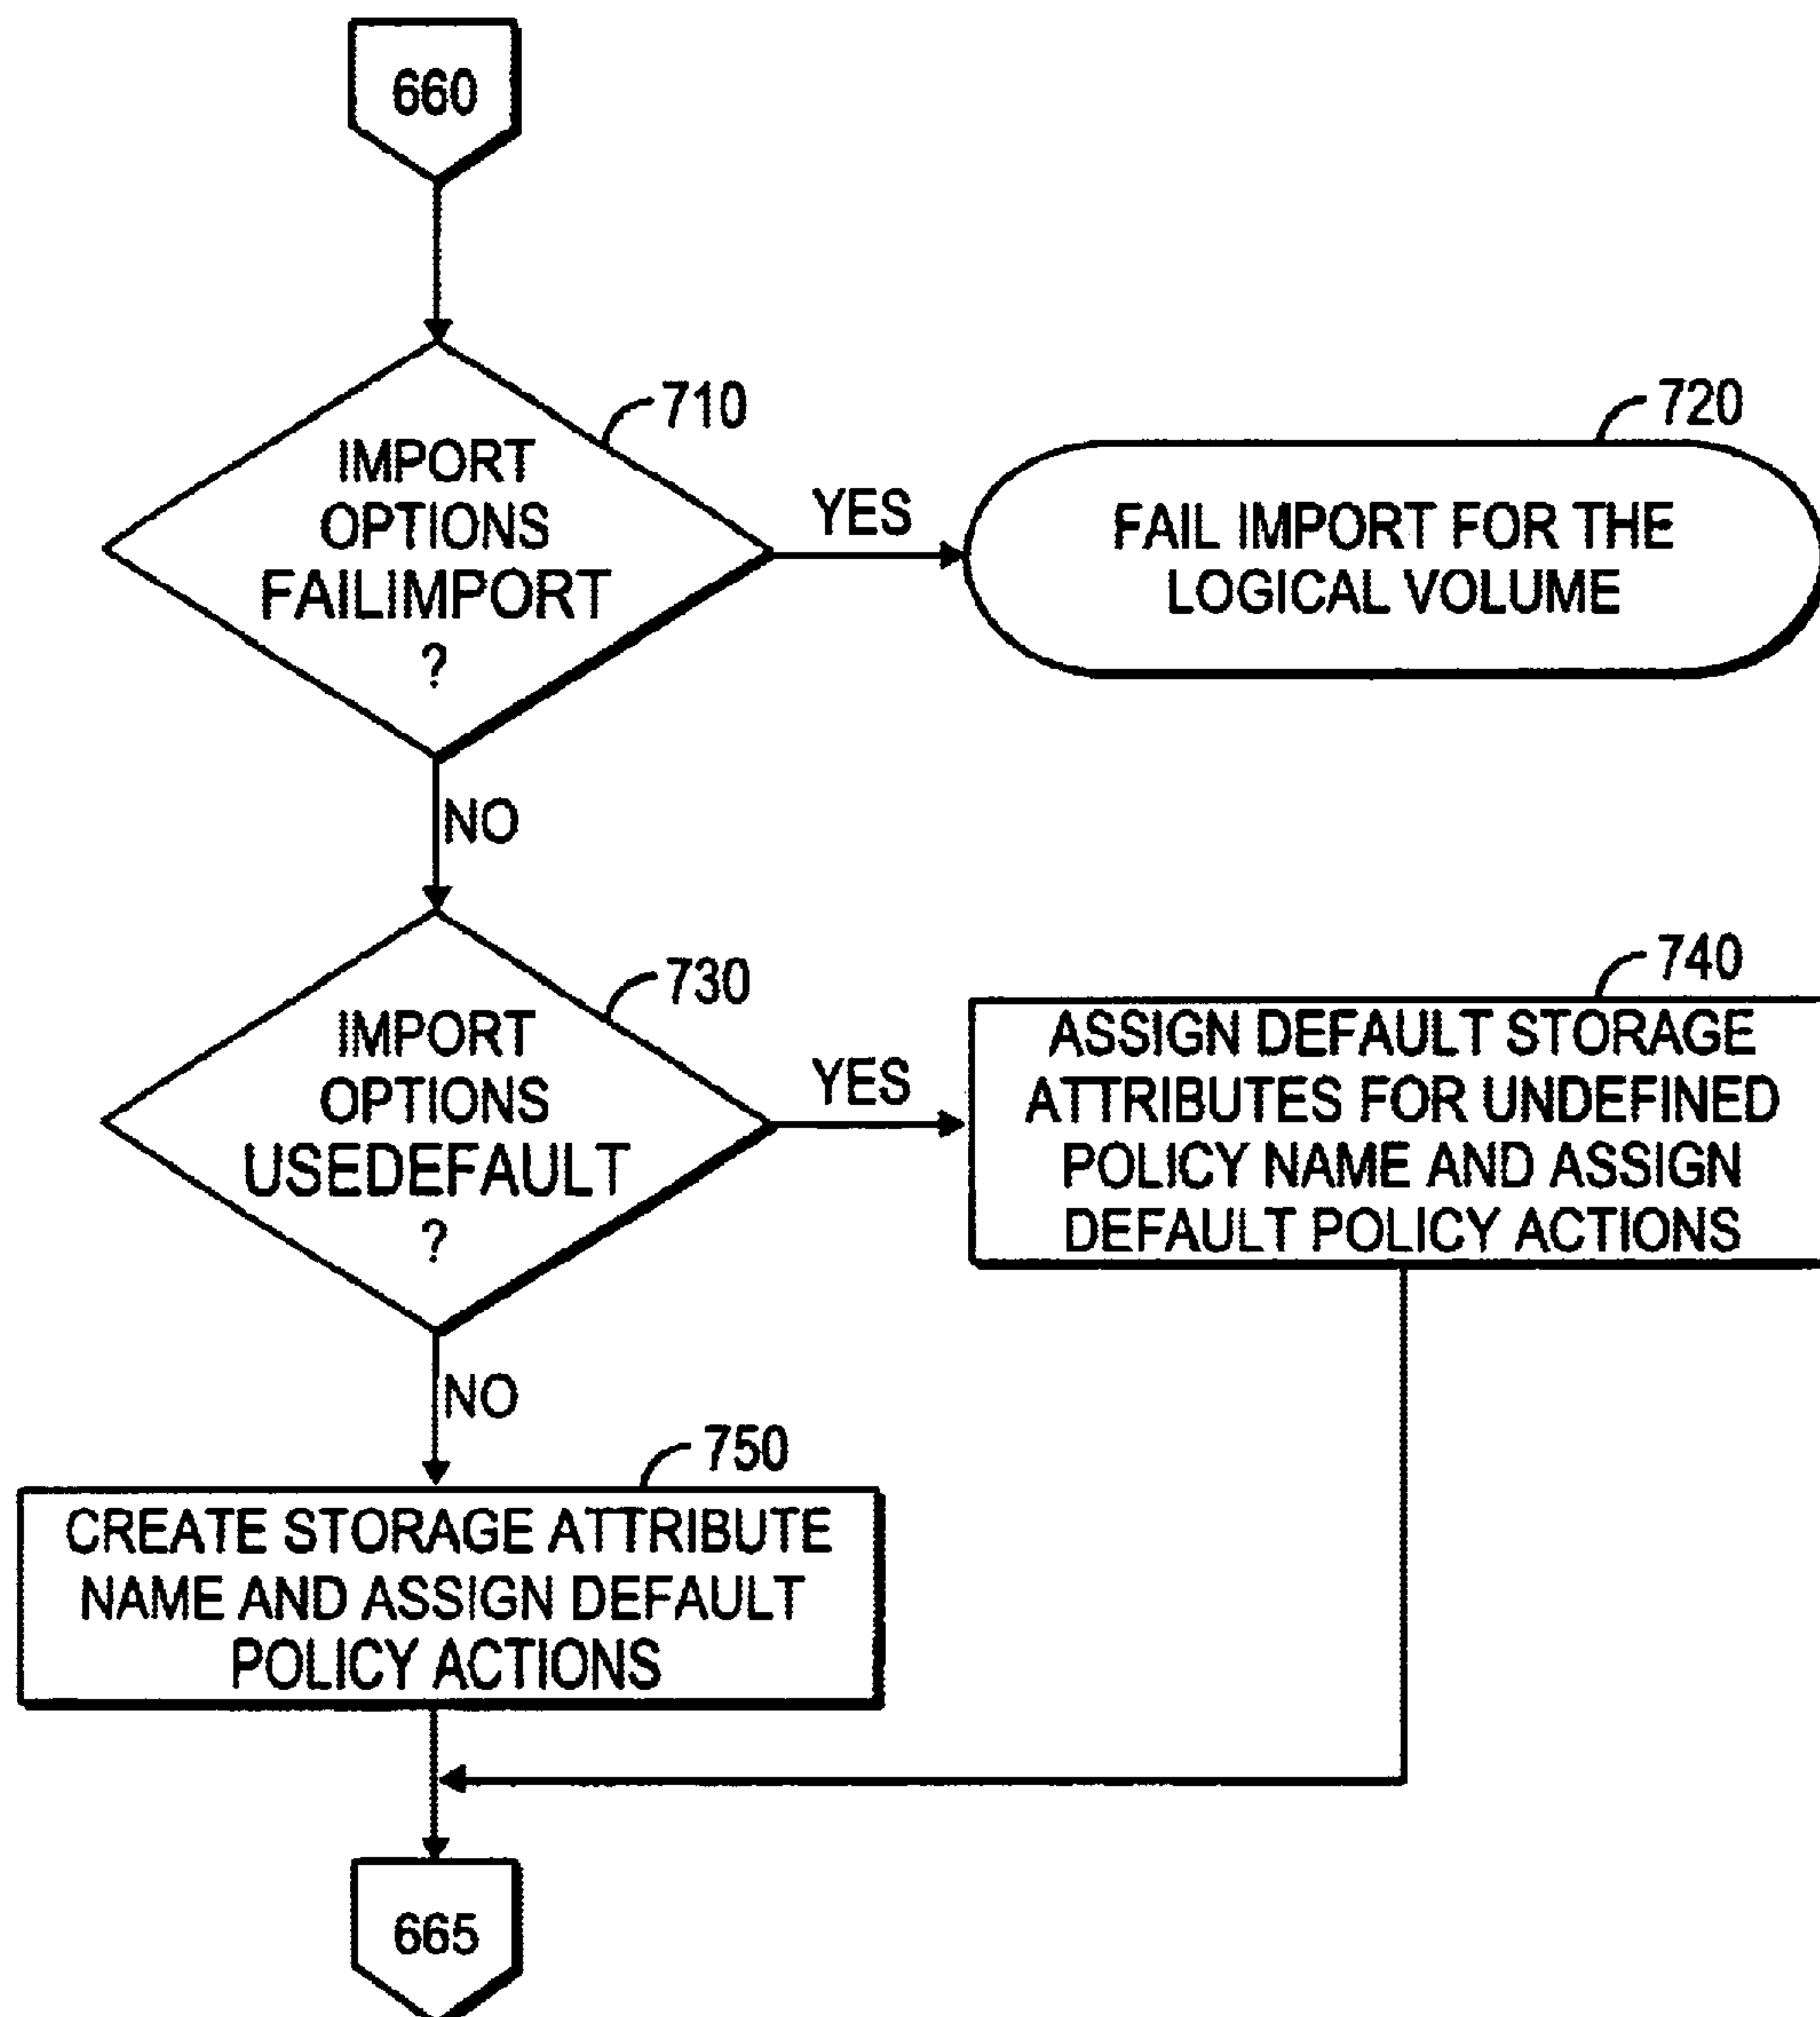 660
710
IMPORT
OPTIONS
FAILIMPORT
?
YES
720
FAIL IMPORT FOR THE
LOGICAL VOLUME
NO
730
IMPORT
OPTIONS
USEDEFAULT
?
YES
740
ASSIGN DEFAULT STORAGE
ATTRIBUTES FOR UNDEFINED
POLICY NAME AND ASSIGN
DEFAULT POLICY ACTIONS
NO
750
CREATE STORAGE ATTRIBUTE
NAME AND ASSIGN DEFAULT
POLICY ACTIONS
665